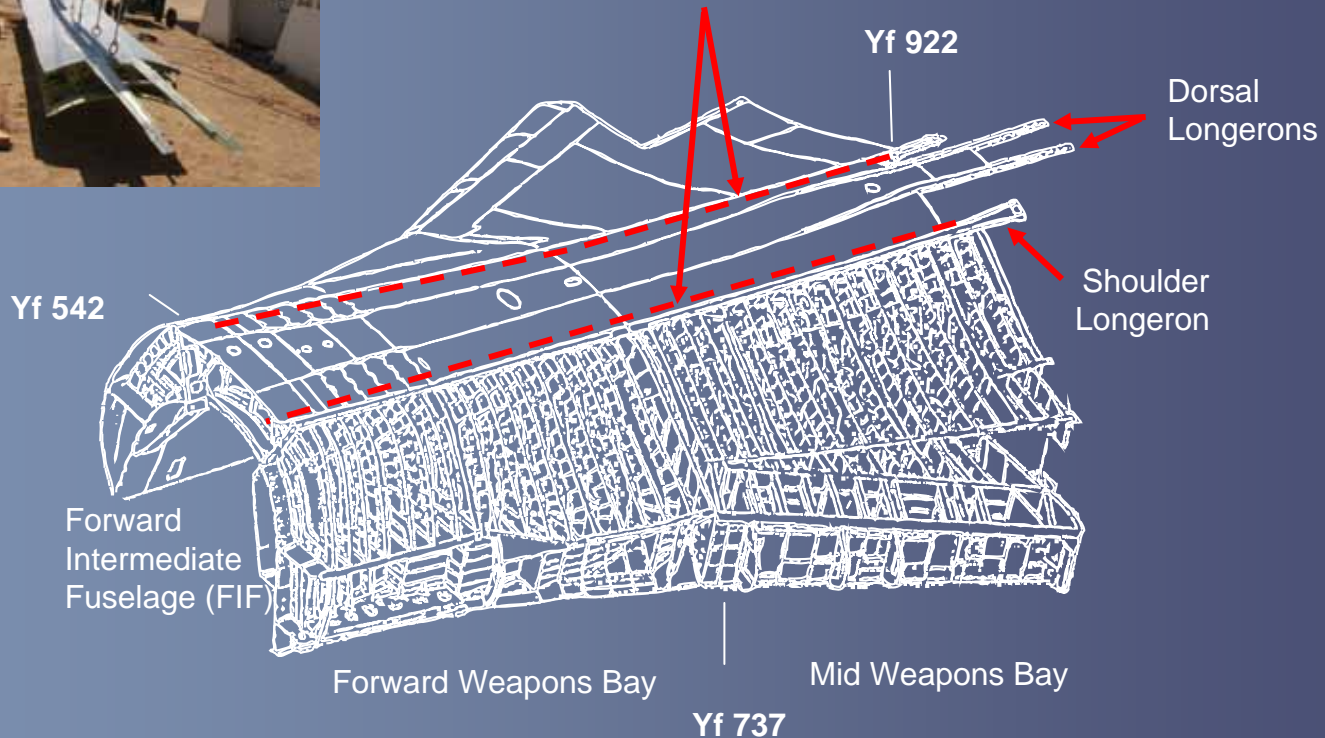 Yf 922
Dorsal
Longerons
Yf 542
Shoulder
Longeron
Forward
Intermediate
Fuselage (FIF)
Forward Weapons Bay
Mid Weapons Bay
Yf 737